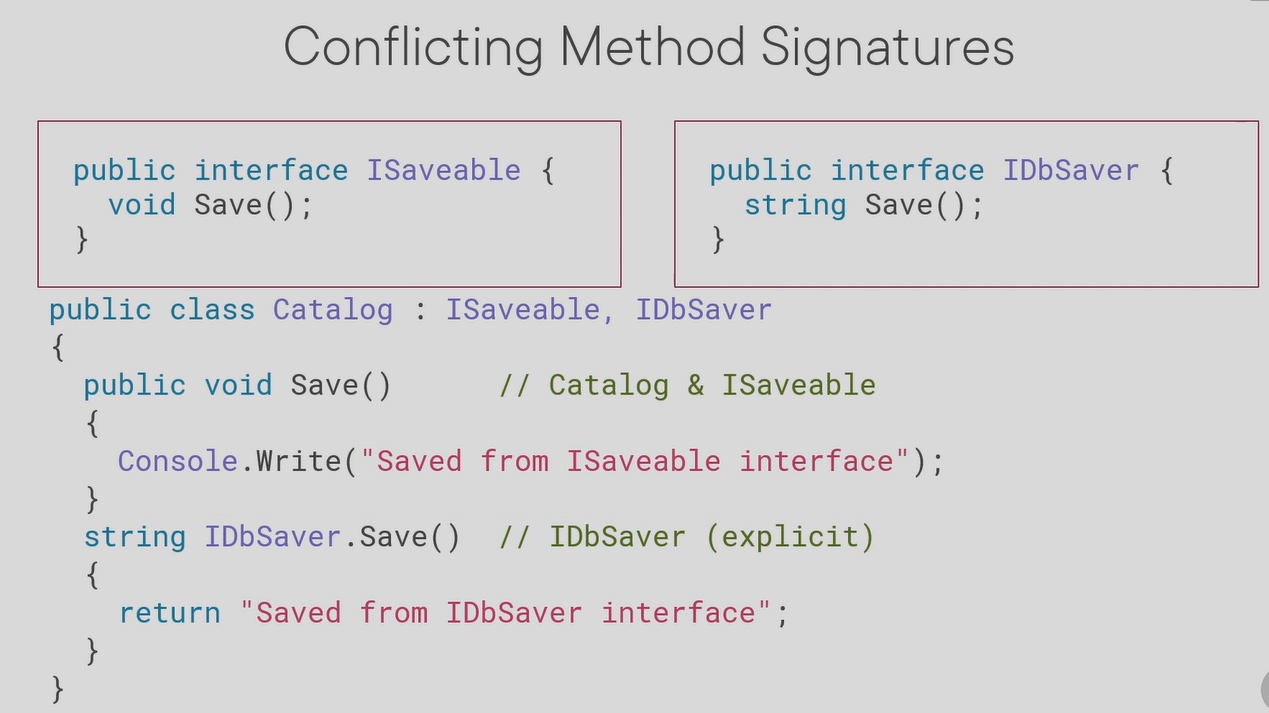 Conflicting Method Signatures
public interface ISaveable {
  void Save();
}
public interface IDbSaver {
  string Save();
}
public class Catalog : ISaveable, IDbSaver
{
  public void Save()      // Catalog & ISaveable
  {
    Console.Write("Saved from ISaveable interface");
  }
  string IDbSaver.Save()  // IDbSaver (explicit)
  {
    return "Saved from IDbSaver interface";
  }
}